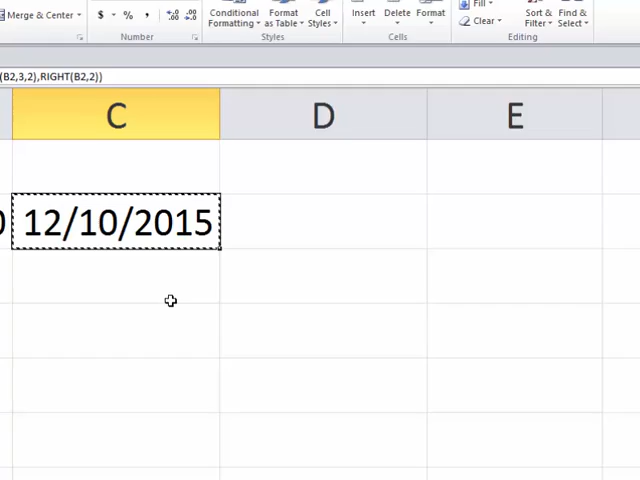 Merge & Center
$ % ,
Conditional Formatting
Format as Table
Cell Styles
Insert
Delete
Format
Fill
Clear
Sort & Filter
Find & Select
Number
Styles
Cells
Editing
(B2,3,2),RIGHT(B2,2))
C D E
0 12/10/2015